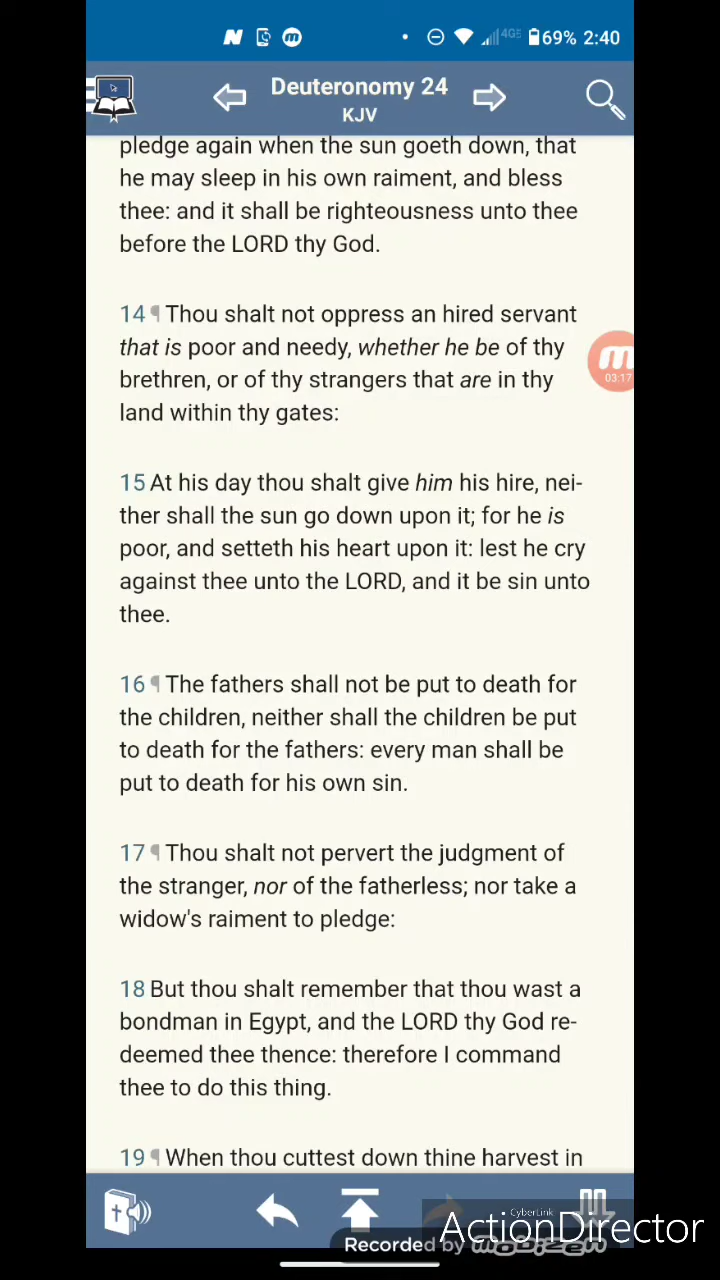 69% 2:40
Deuteronomy 24
KJV
pledge again when the sun goeth down, that
he may sleep in his own raiment, and bless
thee: and it shall be righteousness unto thee
before the LORD thy God.
14 ¶ Thou shalt not oppress an hired servant
that is poor and needy, whether he be of thy
brethren, or of thy strangers that are in thy
land within thy gates:
03:17
15 At his day thou shalt give him his hire, nei-
ther shall the sun go down upon it; for he is
poor, and setteth his heart upon it: lest he cry
against thee unto the LORD, and it be sin unto
thee.
16 ¶ The fathers shall not be put to death for
the children, neither shall the children be put
to death for the fathers: every man shall be
put to death for his own sin.
17 ¶ Thou shalt not pervert the judgment of
the stranger, nor of the fatherless; nor take a
widow's raiment to pledge:
18 But thou shalt remember that thou wast a
bondman in Egypt, and the LORD thy God re-
deemed thee thence: therefore I command
thee to do this thing.
19 ¶ When thou cuttest down thine harvest in
CyberLink
ActionDirector
Recorded by mobizen